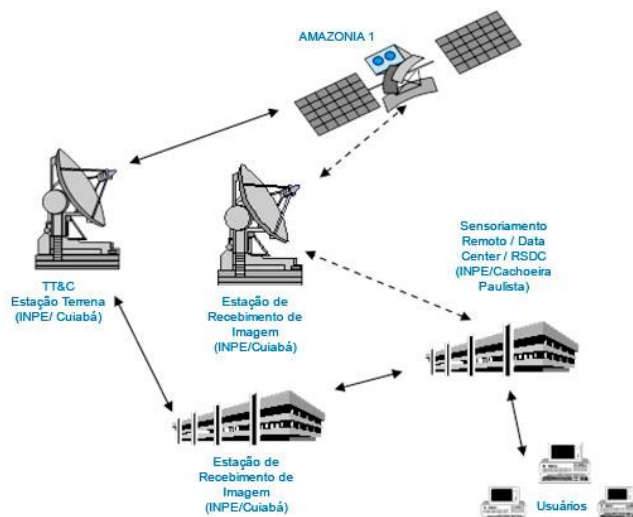 AMAZONIA 1
TT&C
Estação Terrena
(INPE/ Cuiabá)
Estação de
Recebimento de
Imagem
(INPE/Cuiabá)
Sensoriamento
Remoto / Data
Center / RSDC
(INPE/Cachoeira
Paulista)
Estação de
Recebimento de
Imagem
(INPE/Cuiabá)
Usuários